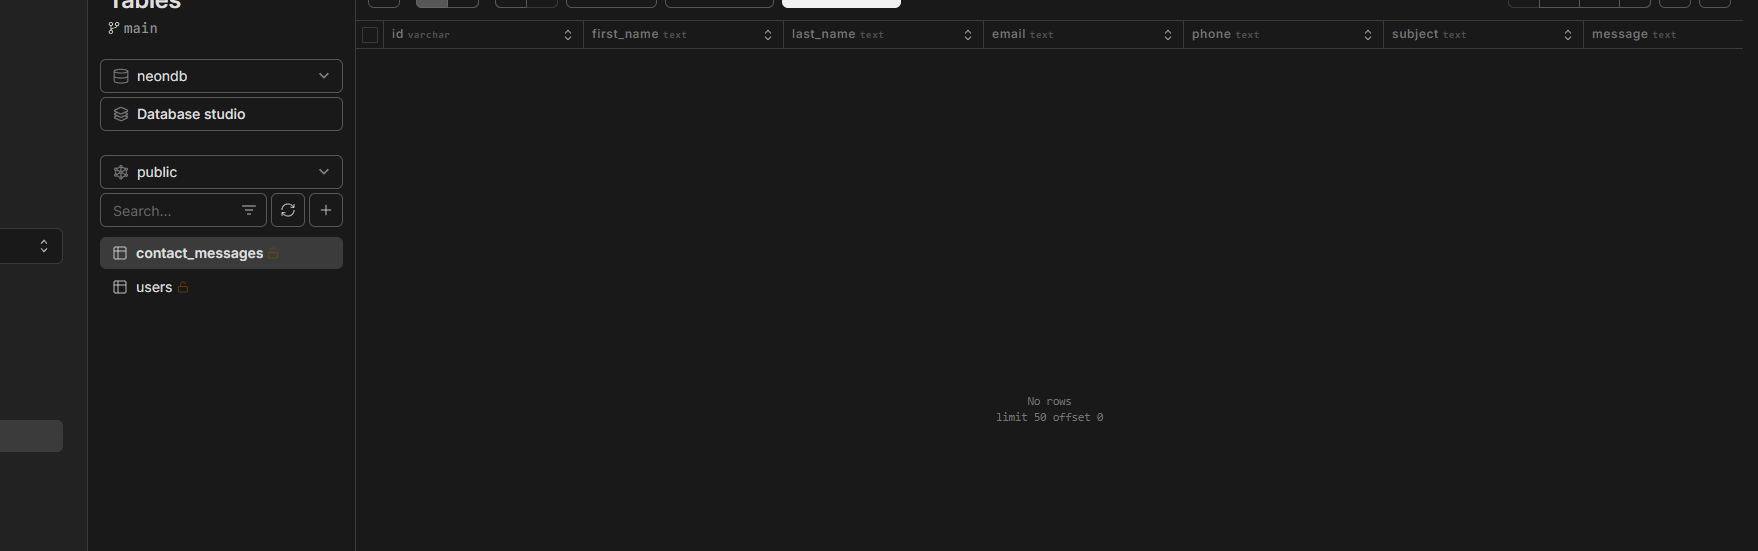 Tables
main
neondb
Database studio
public
Search...
contact_messages
users
id varchar first_name text last_name text email text phone text subject text message text
No rows
limit 50 offset 0